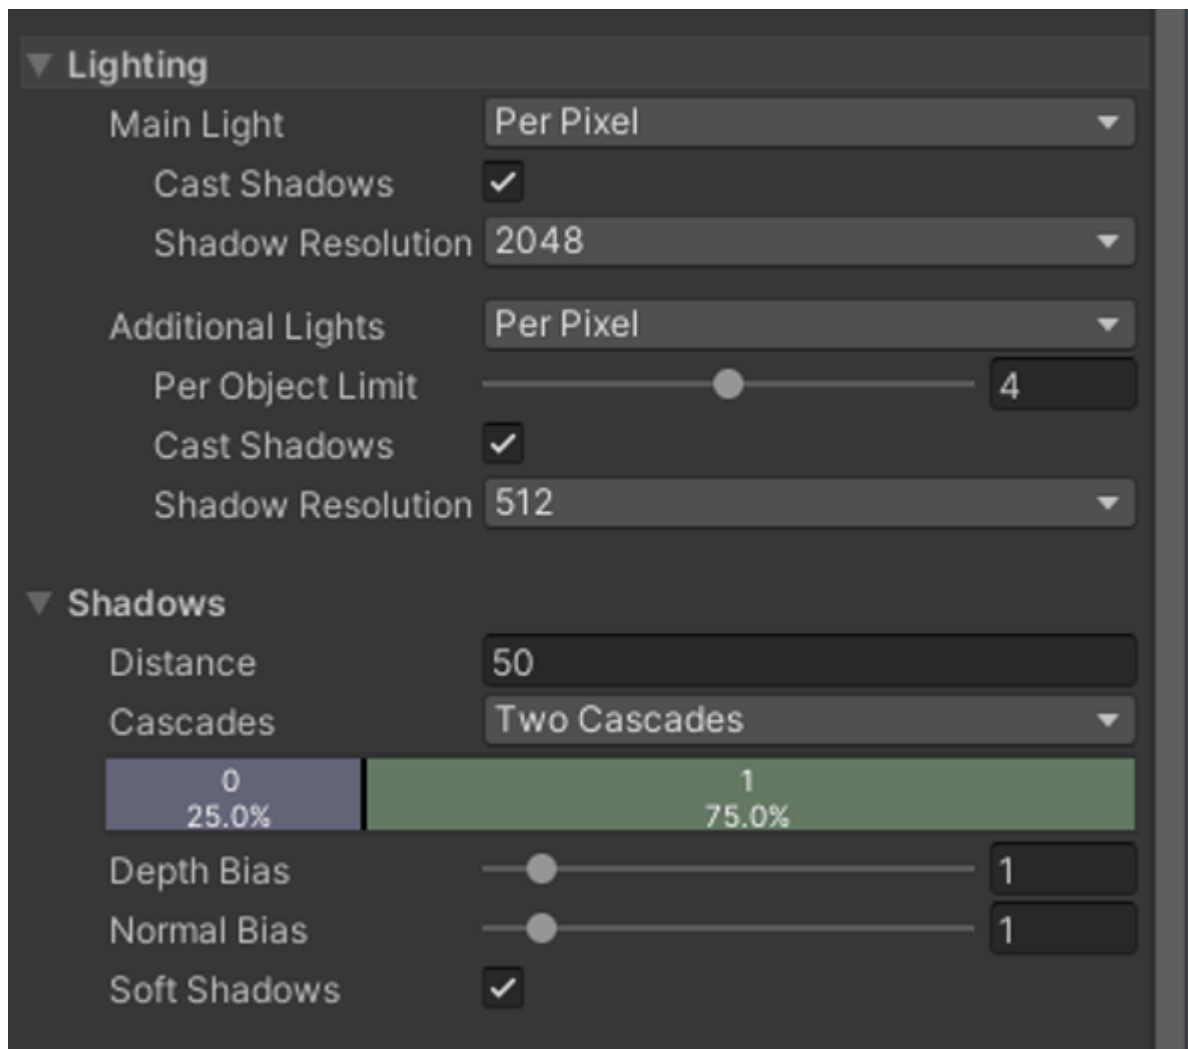 Lighting
Main Light Per Pixel
Cast Shadows
Shadow Resolution 2048
Additional Lights Per Pixel
Per Object Limit 4
Cast Shadows
Shadow Resolution 512
Shadows
Distance 50
Cascades Two Cascades
0 1
25.0% 75.0%
Depth Bias 1
Normal Bias 1
Soft Shadows